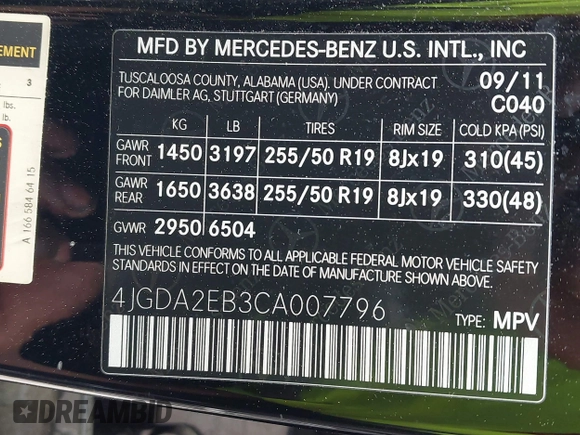 EMENT
3
lbs.
lbs.
A 166 584 64 15
MFD BY MERCEDES-BENZ U.S. INTL., INC
TUSCALOOSA COUNTY, ALABAMA (USA). UNDER CONTRACT
FOR DAIMLER AG, STUTTGART (GERMANY)
09/11
C040
KG LB TIRES RIM SIZE COLD KPA (PSI)
GAWR FRONT 1450 3197 255/50 R19 8Jx19 310(45)
GAWR REAR 1650 3638 255/50 R19 8Jx19 330(48)
GVWR 2950 6504
THIS VEHICLE CONFORMS TO ALL APPLICABLE FEDERAL MOTOR VEHICLE SAFETY
STANDARDS IN EFFECT ON THE DATE OF MANUFACTURE SHOWN ABOVE.
4JGDA2EB3CA007796
TYPE: MPV
DREAMBID